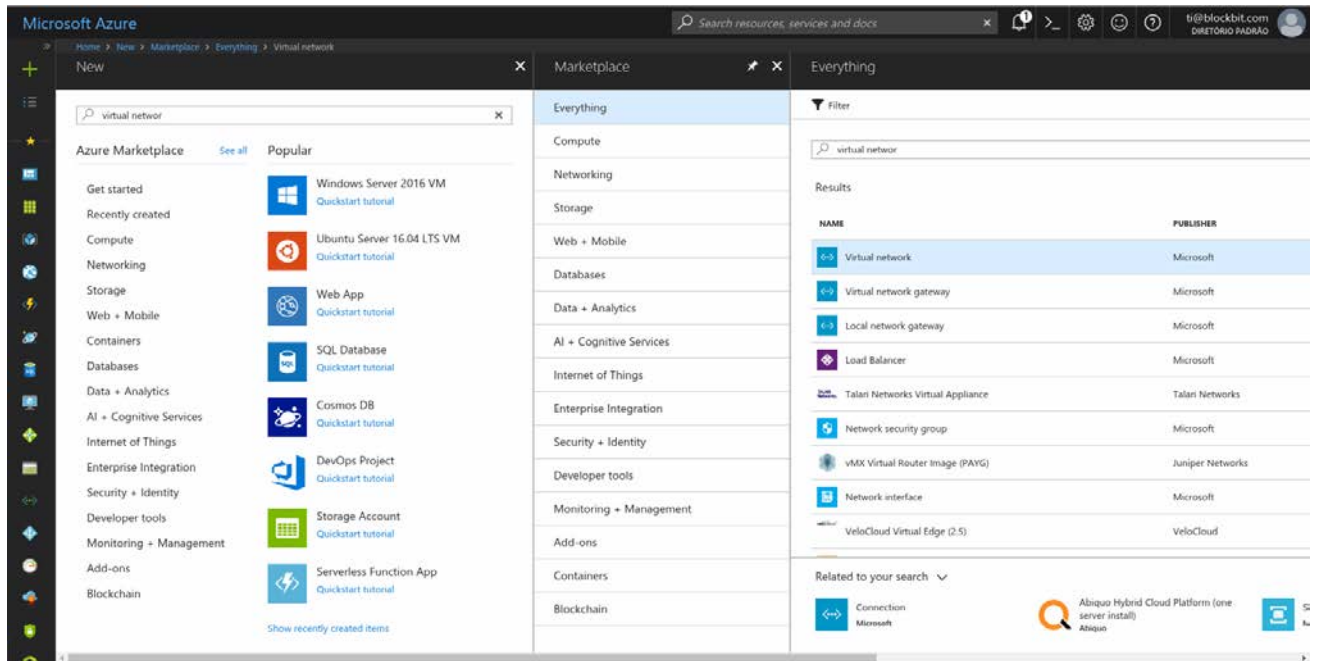 Microsoft Azure
Search resources, services and docs
1
ti@blockbit.com
DIRETÓRIO PADRÃO
Home > New > Marketplace > Everything > Virtual network
New
virtual networ
Azure Marketplace
See all
Popular
Get started
Recently created
Compute
Networking
Storage
Web + Mobile
Containers
Databases
Data + Analytics
AI + Cognitive Services
Internet of Things
Enterprise Integration
Security + Identity
Developer tools
Monitoring + Management
Add-ons
Blockchain
Windows Server 2016 VM
Quickstart tutorial
Ubuntu Server 16.04 LTS VM
Quickstart tutorial
Web App
Quickstart tutorial
SQL Database
Quickstart tutorial
Cosmos DB
Quickstart tutorial
DevOps Project
Quickstart tutorial
Storage Account
Quickstart tutorial
Serverless Function App
Quickstart tutorial
Show recently created items
Marketplace
Everything
Compute
Networking
Storage
Web + Mobile
Databases
Data + Analytics
AI + Cognitive Services
Internet of Things
Enterprise Integration
Security + Identity
Developer tools
Monitoring + Management
Add-ons
Containers
Blockchain
Everything
Filter
virtual networ
Results
NAME PUBLISHER
Virtual network Microsoft
Virtual network gateway Microsoft
Local network gateway Microsoft
Load Balancer Microsoft
Talari Networks Virtual Appliance Talari Networks
Network security group Microsoft
vMX Virtual Router Image (PAYG) Juniper Networks
Network interface Microsoft
VeloCloud Virtual Edge (2.5) VeloCloud
Related to your search
Connection
Microsoft
Abiquo Hybrid Cloud Platform (one
server install)
Abiquo